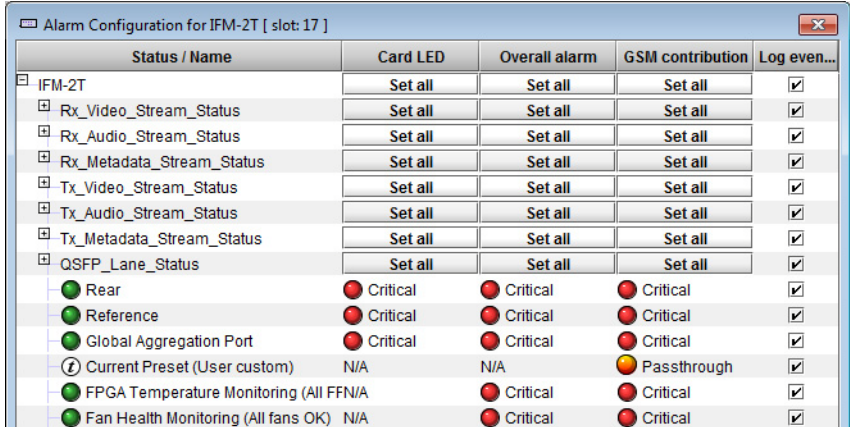 Alarm Configuration for IFM-2T [ slot: 17 ]
Status / Name Card LED Overall alarm GSM contribution Log even...
IFM-2T Set all Set all Set all
Rx_Video_Stream_Status Set all Set all Set all
Rx_Audio_Stream_Status Set all Set all Set all
Rx_Metadata_Stream_Status Set all Set all Set all
Tx_Video_Stream_Status Set all Set all Set all
Tx_Audio_Stream_Status Set all Set all Set all
Tx_Metadata_Stream_Status Set all Set all Set all
QSFP_Lane_Status Set all Set all Set all
Rear Critical Critical Critical
Reference Critical Critical Critical
Global Aggregation Port Critical Critical Critical
t Current Preset (User custom) N/A N/A Passthrough
FPGA Temperature Monitoring (All FF N/A Critical Critical
Fan Health Monitoring (All fans OK) N/A Critical Critical